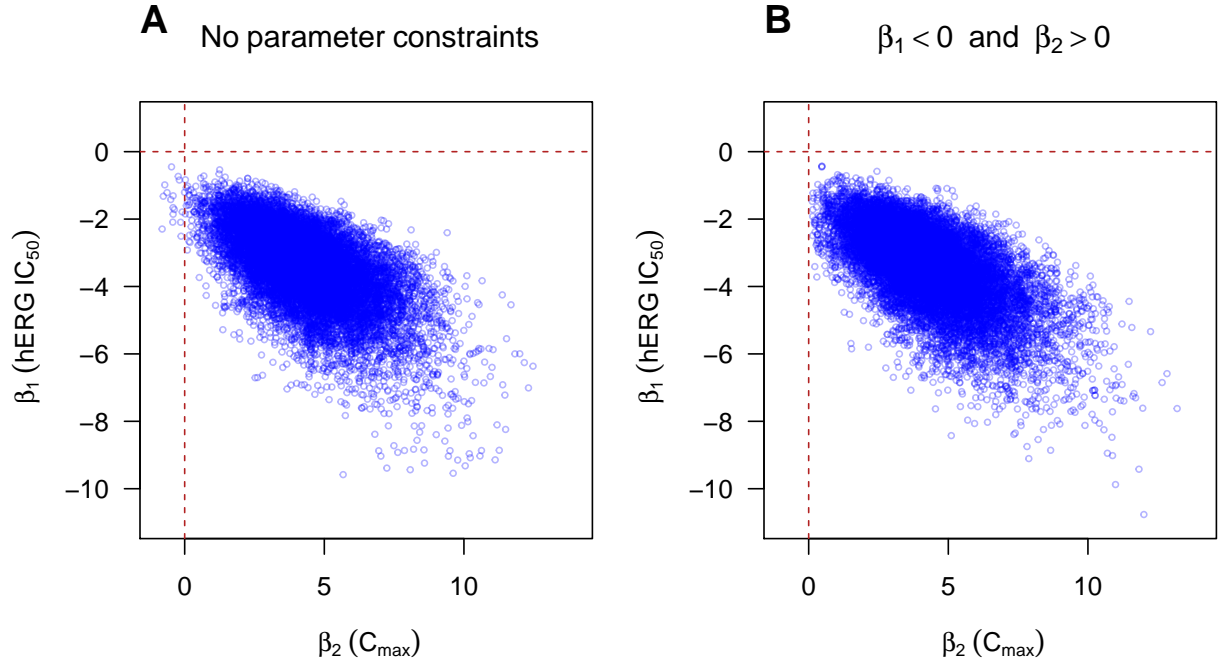 A
No parameter constraints
0
−2
−4
−6
−8
−10
β₁ (hERG IC₅₀)
0 5 10
β₂ (Cₘₐₓ)
B
β₁ < 0 and β₂ > 0
0
−2
−4
−6
−8
−10
β₁ (hERG IC₅₀)
0 5 10
β₂ (Cₘₐₓ)